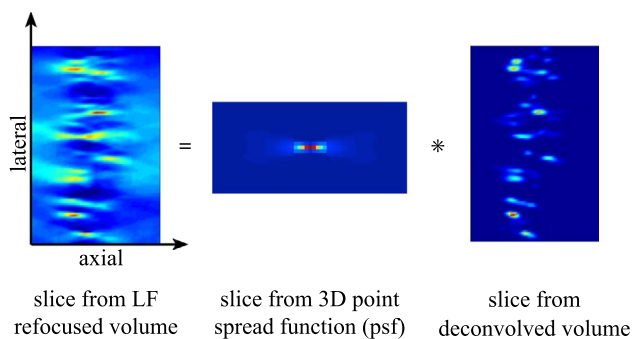 lateral
axial
=
*
slice from LF
refocused volume
slice from 3D point
spread function (psf)
slice from
deconvolved volume